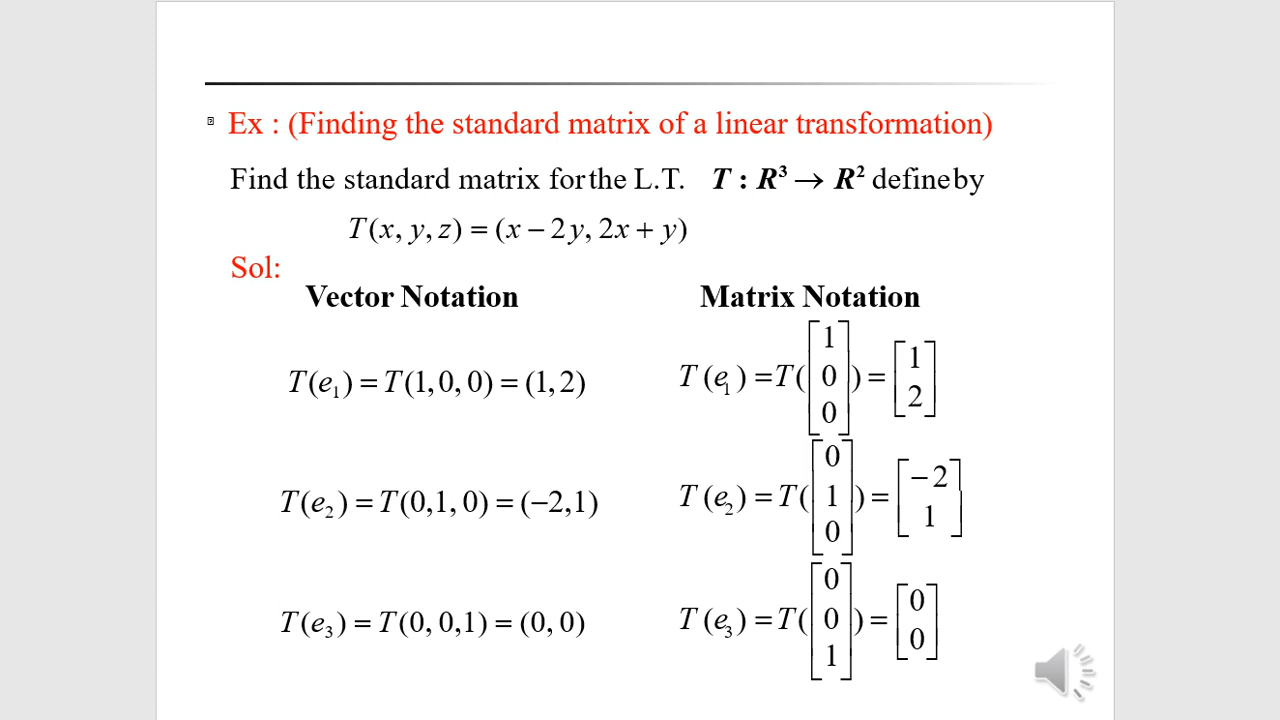 Ex : (Finding the standard matrix of a linear transformation)
Find the standard matrix for the L.T. T : R³ → R² define by
T(x, y, z) = (x − 2y, 2x + y)
Sol:
Vector Notation Matrix Notation
T(e₁) = T(1, 0, 0) = (1, 2) T(e₁) = T([1 0 0]) = [1 2]
T(e₂) = T(0,1, 0) = (−2,1) T(e₂) = T([0 1 0]) = [−2 1]
T(e₃) = T(0, 0,1) = (0, 0) T(e₃) = T([0 0 1]) = [0 0]